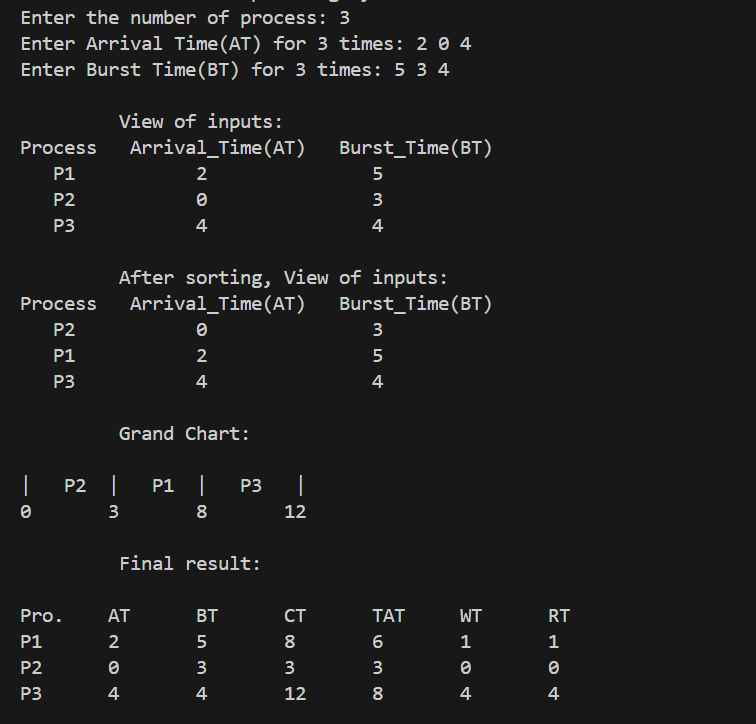 Enter the number of process: 3
Enter Arrival Time(AT) for 3 times: 2 0 4
Enter Burst Time(BT) for 3 times: 5 3 4
View of inputs:
Process Arrival_Time(AT) Burst_Time(BT)
P1 2 5
P2 0 3
P3 4 4
After sorting, View of inputs:
Process Arrival_Time(AT) Burst_Time(BT)
P2 0 3
P1 2 5
P3 4 4
Grand Chart:
| P2 | P1 | P3 |
0 3 8 12
Final result:
Pro. AT BT CT TAT WT RT
P1 2 5 8 6 1 1
P2 0 3 3 3 0 0
P3 4 4 12 8 4 4